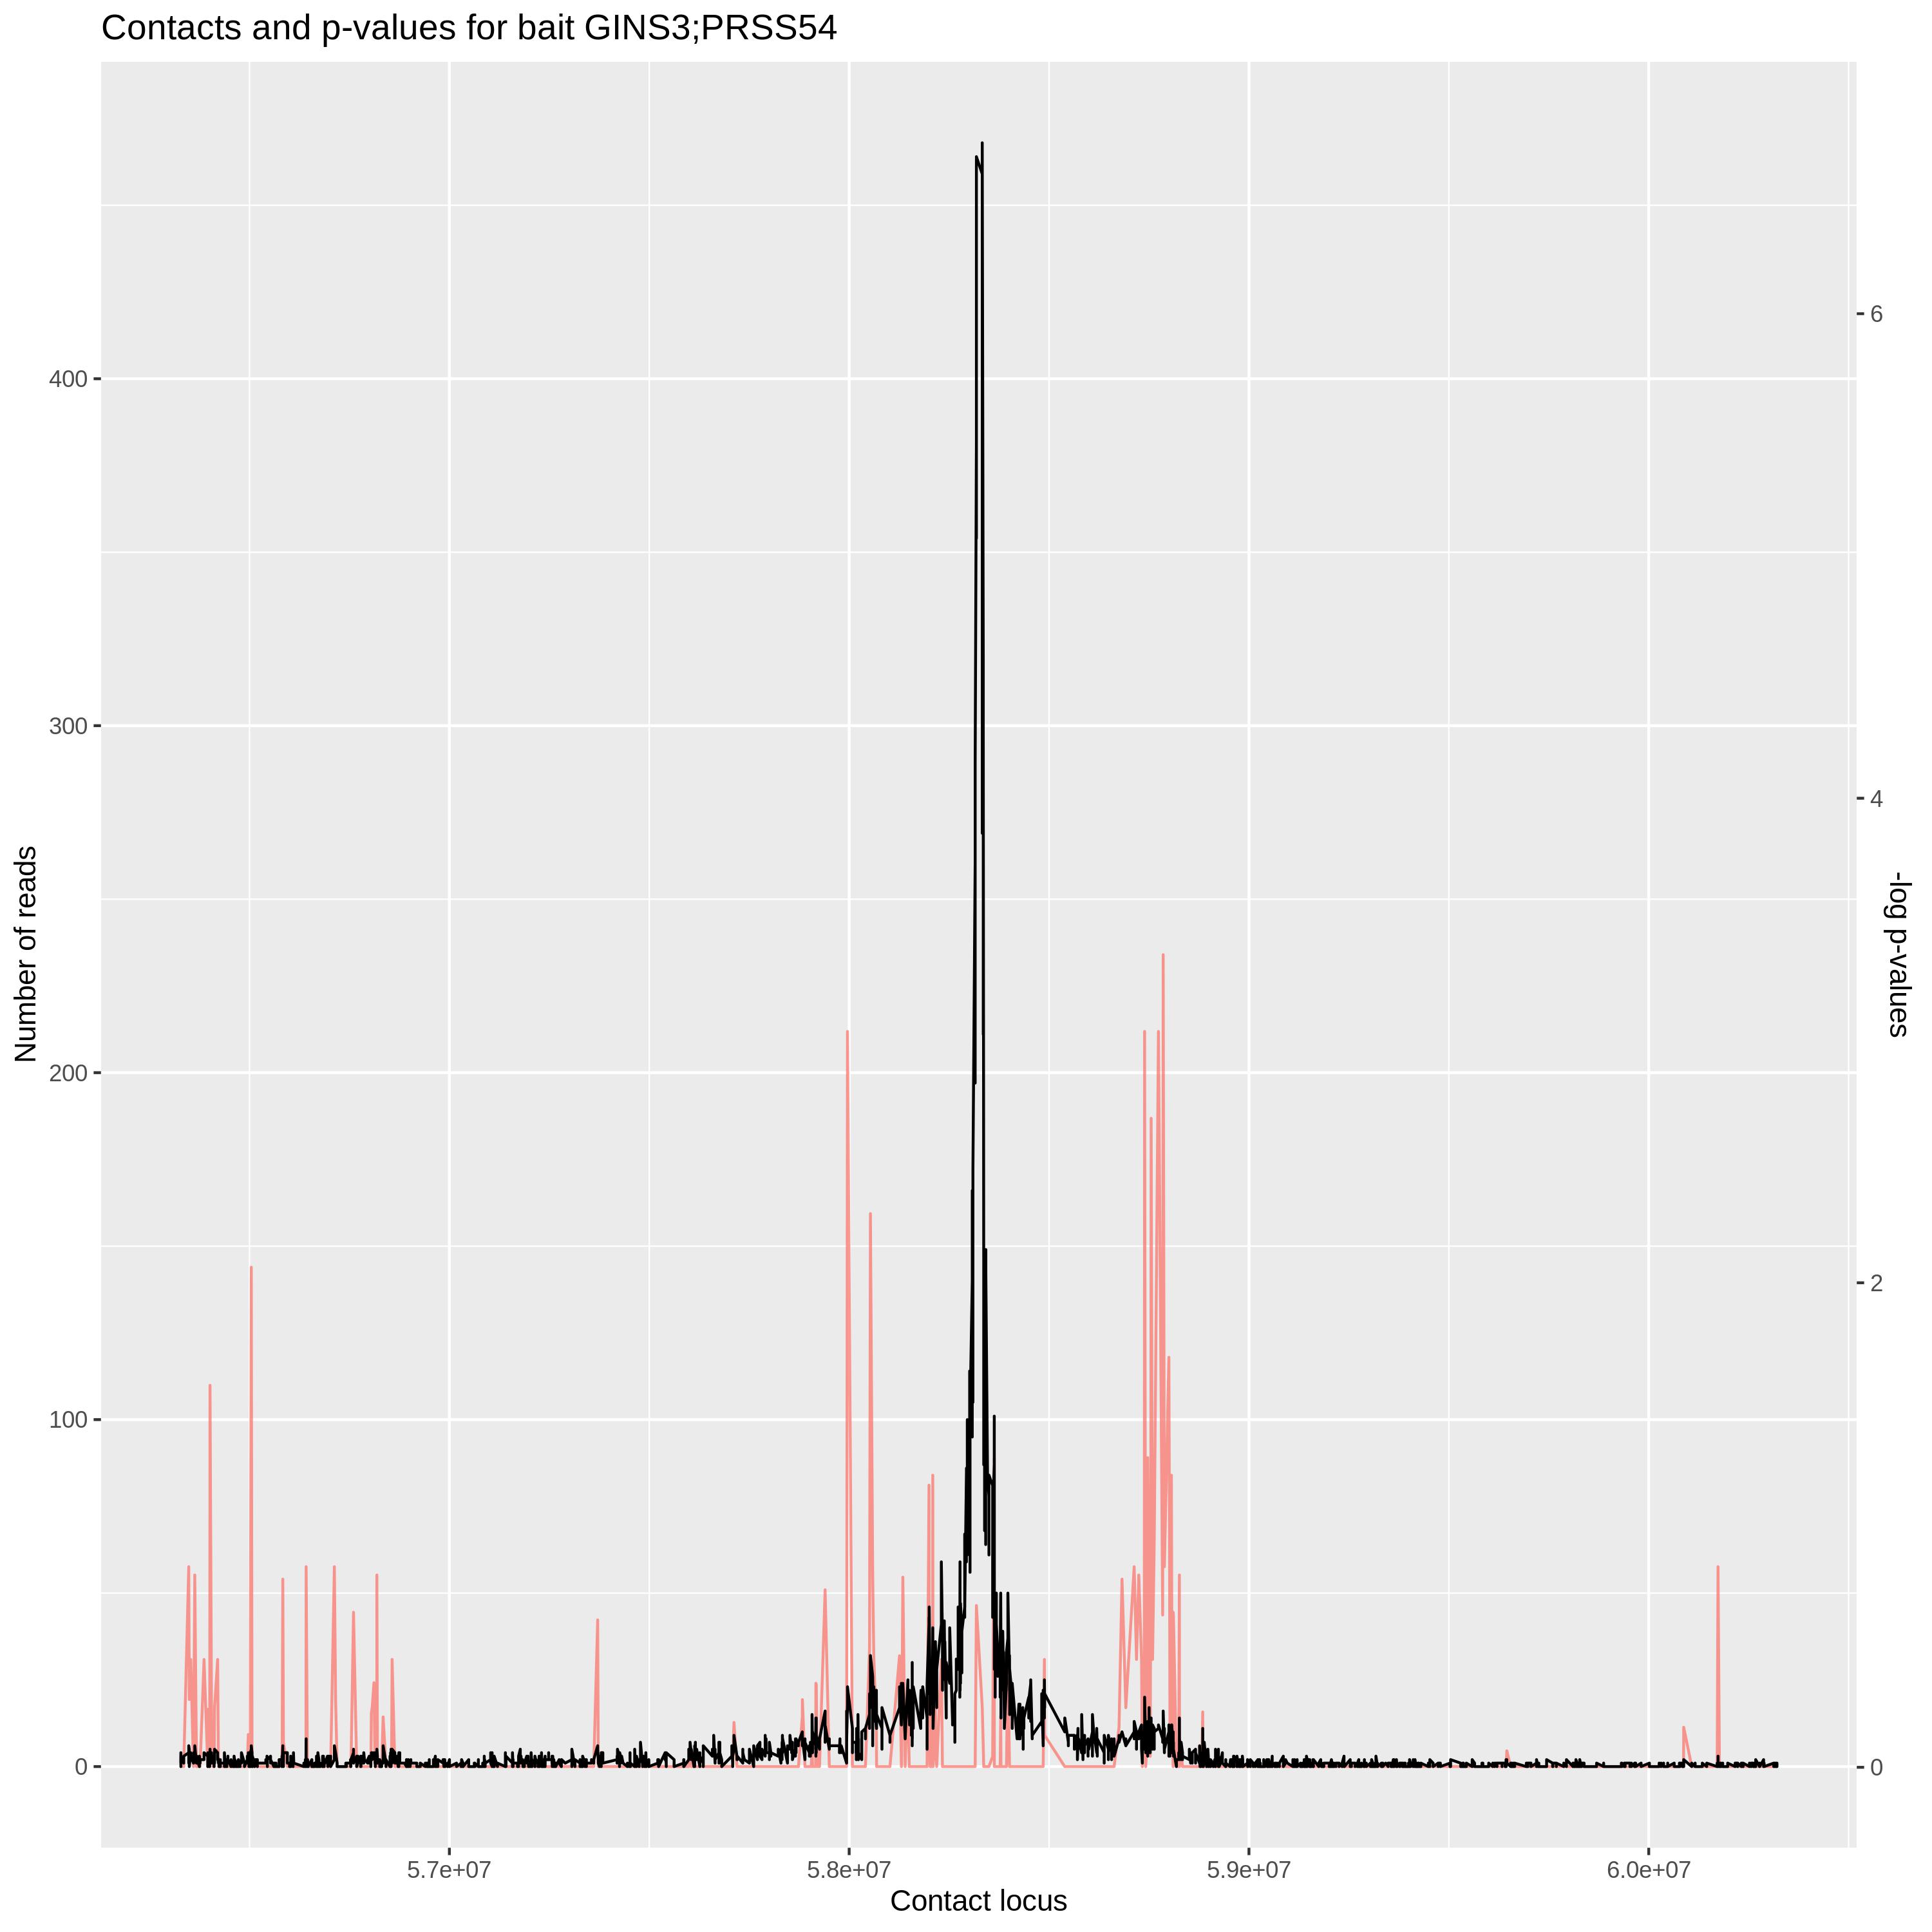 Contacts and p-values for bait GINS3;PRSS54
Number of reads
400
300
200
100
0
6
4
2
0
-log p-values
5.7e+07
5.8e+07
5.9e+07
6.0e+07
Contact locus